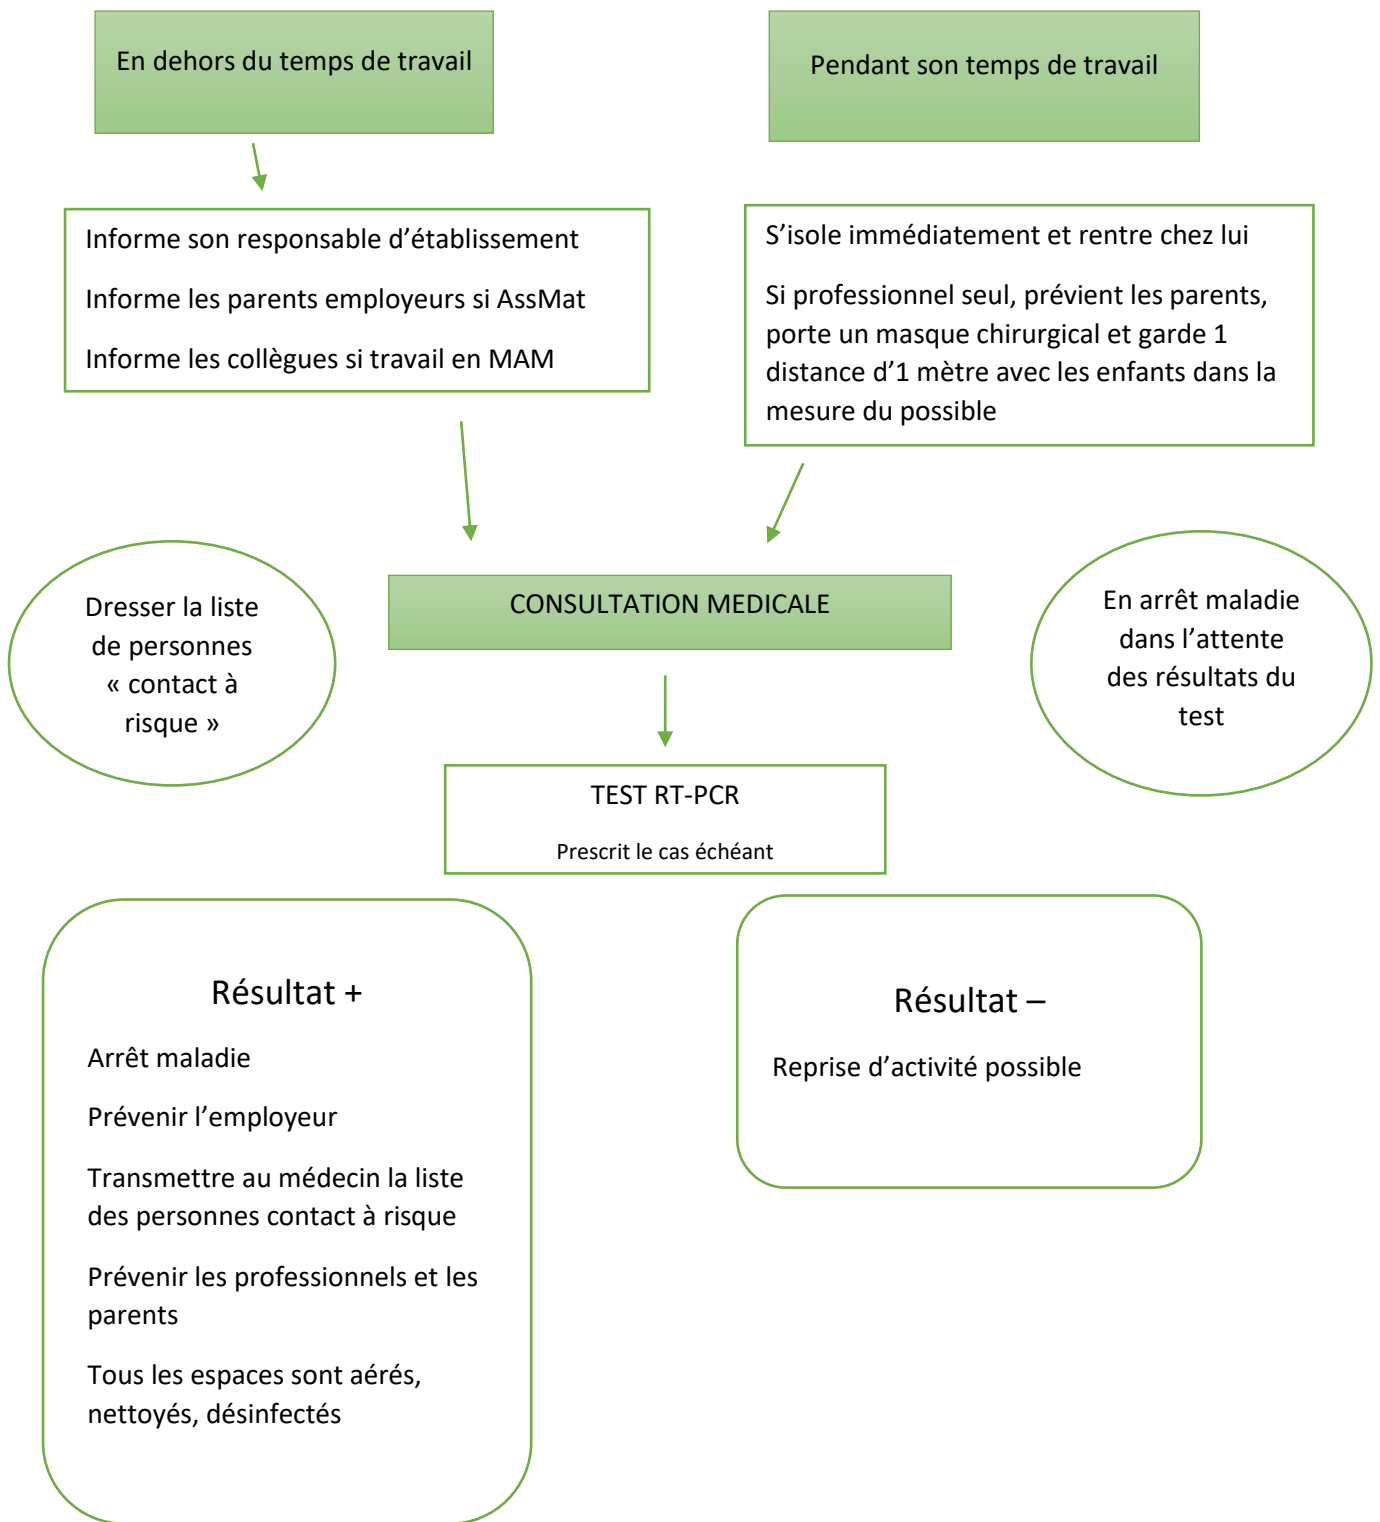 En dehors du temps de travail
Pendant son temps de travail
Informe son responsable d’établissement
Informe les parents employeurs si AssMat
Informe les collègues si travail en MAM
S’isole immédiatement et rentre chez lui
Si professionnel seul, prévient les parents,
porte un masque chirurgical et garde 1
distance d’1 mètre avec les enfants dans la
mesure du possible
Dresser la liste
de personnes
« contact à
risque »
CONSULTATION MEDICALE
En arrêt maladie
dans l’attente
des résultats du
test
TEST RT-PCR
Prescrit le cas échéant
Résultat +
Arrêt maladie
Prévenir l’employeur
Transmettre au médecin la liste
des personnes contact à risque
Prévenir les professionnels et les
parents
Tous les espaces sont aérés,
nettoyés, désinfectés
Résultat –
Reprise d’activité possible